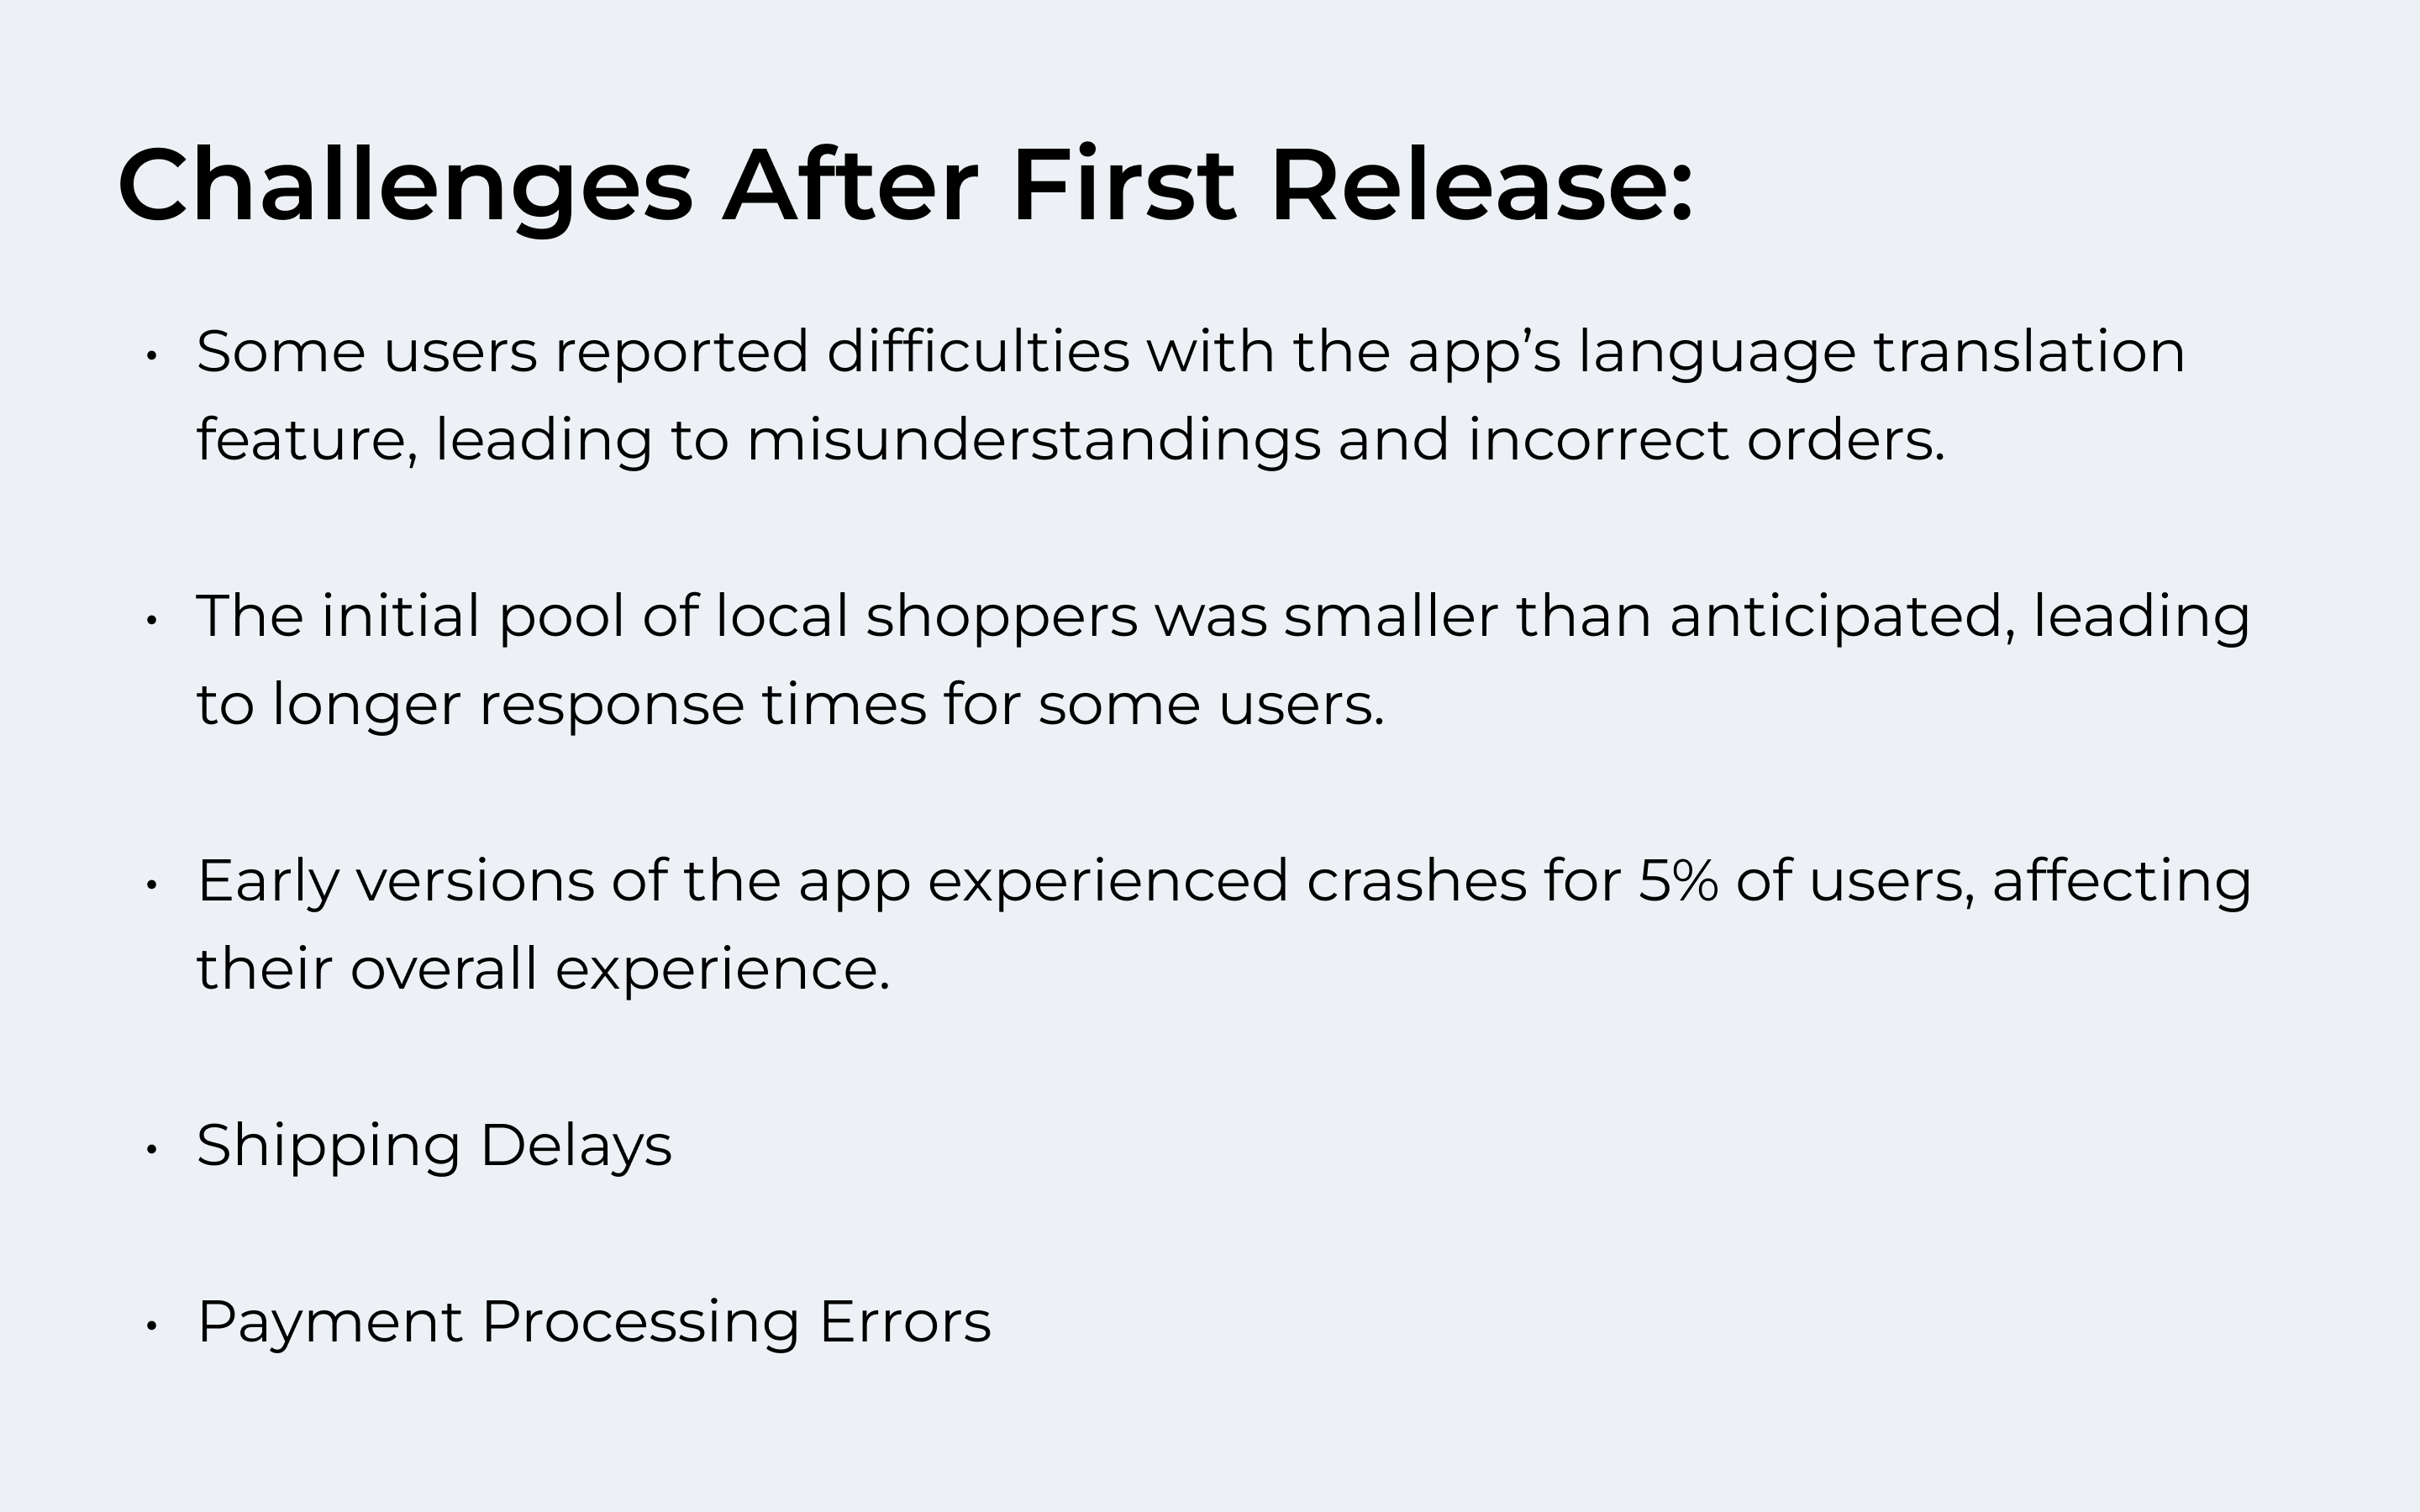 Challenges After First Release:
• Some users reported difficulties with the app’s language translation
feature, leading to misunderstandings and incorrect orders.
• The initial pool of local shoppers was smaller than anticipated, leading
to longer response times for some users.
• Early versions of the app experienced crashes for 5% of users, affecting
their overall experience.
• Shipping Delays
• Payment Processing Errors